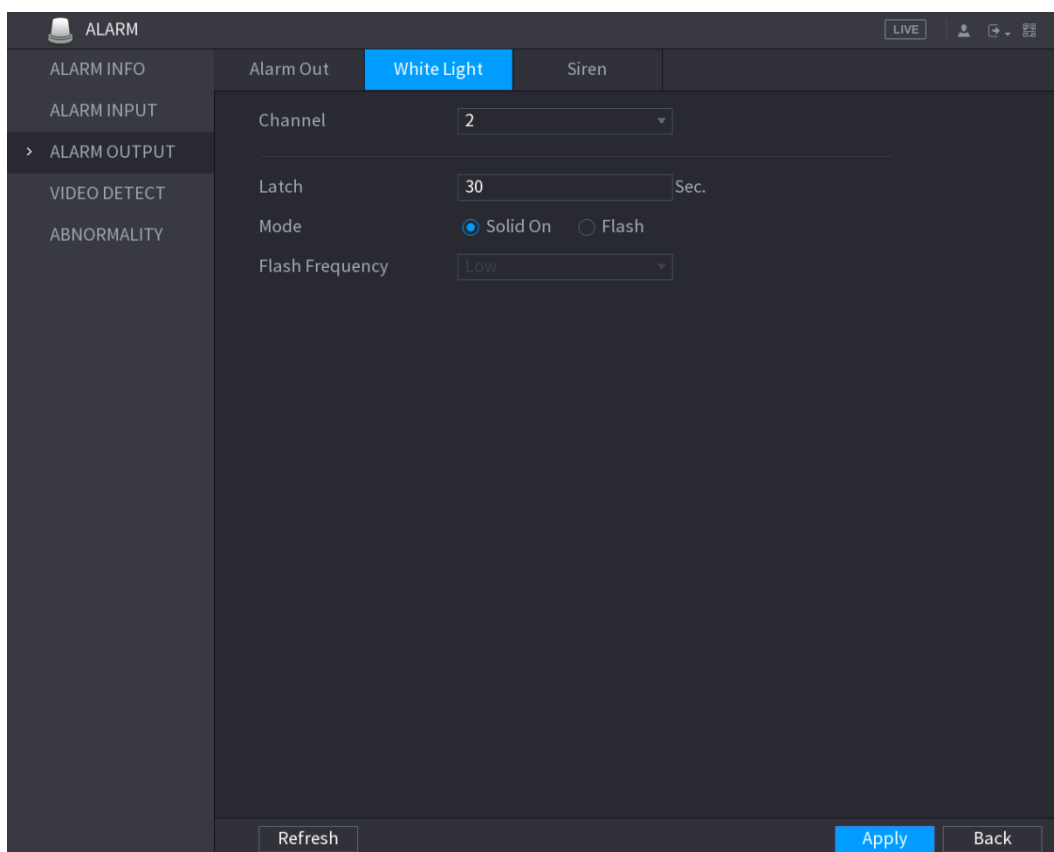 ALARM
LIVE
ALARM INFO
ALARM INPUT
ALARM OUTPUT
VIDEO DETECT
ABNORMALITY
Alarm Out White Light Siren
Channel 2
Latch 30 Sec.
Mode Solid On Flash
Flash Frequency Low
Refresh Apply Back